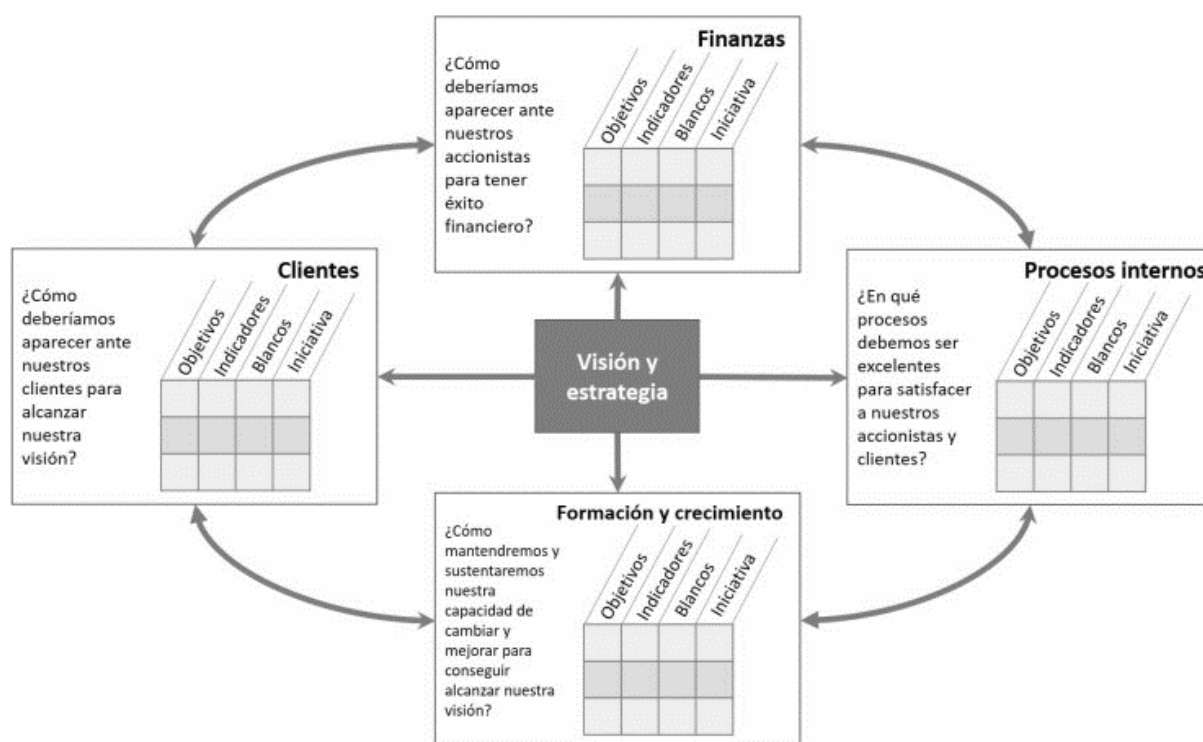 Finanzas
¿Cómo
deberíamos
aparecer ante
nuestros
accionistas
para tener
éxito
financiero?
Objetivos
Indicadores
Blancos
Iniciativa
Clientes
¿Cómo
deberíamos
aparecer ante
nuestros
clientes para
alcanzar
nuestra
visión?
Objetivos
Indicadores
Blancos
Iniciativa
Visión y
estrategia
Procesos internos
¿En qué
procesos
debemos ser
excelentes
para satisfacer
a nuestros
accionistas y
clientes?
Objetivos
Indicadores
Blancos
Iniciativa
Formación y crecimiento
¿Cómo
mantendremos y
sustentaremos
nuestra
capacidad de
cambiar y
mejorar para
conseguir
alcanzar nuestra
visión?
Objetivos
Indicadores
Blancos
Iniciativa